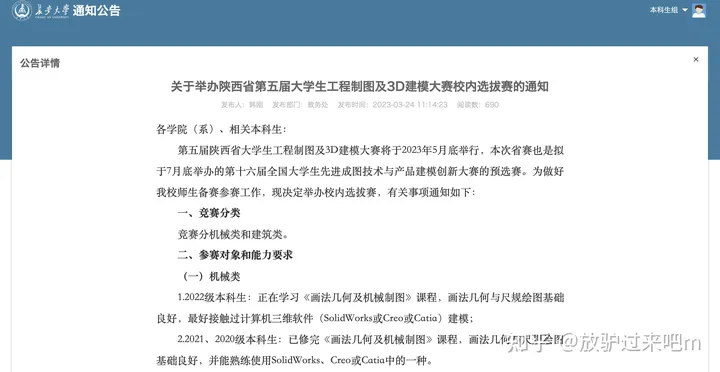 长安大学 通知公告
本科生组
公告详情
×
关于举办陕西省第五届大学生工程制图及3D建模大赛校内选拔赛的通知
发布人：韩刚 发布部门：教务处 发布时间：2023-03-24 11:14:23 阅读数：690
各学院（系）、相关本科生：
第五届陕西省大学生工程制图及3D建模大赛将于2023年5月底举行，本次省赛也是拟
于7月底举办的第十六届全国大学生先进成图技术与产品建模创新大赛的预选赛。为做好
我校师生备赛参赛工作，现决定举办校内选拔赛，有关事项通知如下：
一、竞赛分类
竞赛分机械类和建筑类。
二、参赛对象和能力要求
（一）机械类
1.2022级本科生：正在学习《画法几何及机械制图》课程，画法几何与尺规绘图基础
良好，最好接触过计算机三维软件（SolidWorks或Creo或Catia）建模；
2.2021、2020级本科生：已修完《画法几何及机械制图》课程，画法几何与尺规绘图
基础良好，并能熟练使用SolidWorks、Creo或Catia中的一种。
知乎 @放驴过来吧m